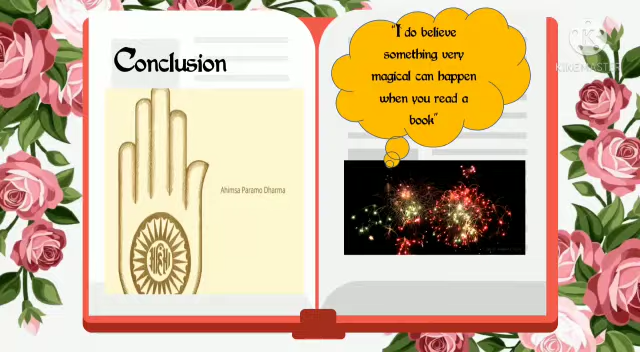 Conclusion
Ahimsa Paramo Dharma
"I do believe
something very
magical can happen
when you read a
book"
KINEMASTER